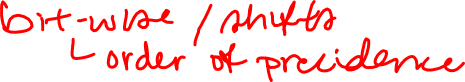 bit-wise / shifts
└ order of precidence